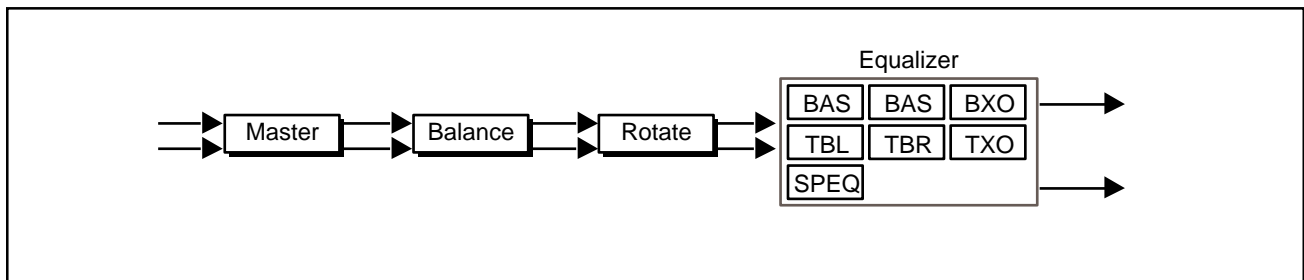 Equalizer
Master Balance Rotate
BAS BAS BXO
TBL TBR TXO
SPEQ